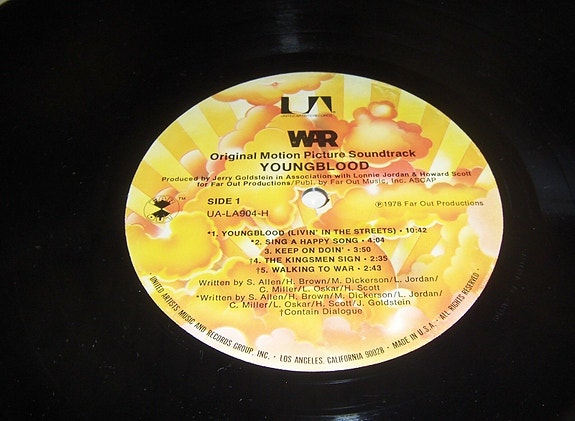 UA
UNITED ARTISTS RECORDS
WAR
Original Motion Picture Soundtrack
YOUNGBLOOD
Produced by Jerry Goldstein in Association with Lonnie Jordan & Howard Scott
for Far Out Productions/Publ. by Far Out Music, Inc. ASCAP
TM
SIDE 1
UA-LA904-H
Ⓟ1978 Far Out Productions
*1. YOUNGBLOOD (LIVIN' IN THE STREETS) • 10:42
*2. SING A HAPPY SONG • 4:04
3. KEEP ON DOIN' • 3:50
†4. THE KINGSMEN SIGN • 2:35
†5. WALKING TO WAR • 2:43
Written by S. Allen/H. Brown/M. Dickerson/L. Jordan/
C. Miller/L. Oskar/H. Scott
*Written by S. Allen/H. Brown/M. Dickerson/L. Jordan/
C. Miller/L. Oskar/H. Scott/J. Goldstein
†Contain Dialogue
• UNITED ARTISTS MUSIC AND RECORDS GROUP, INC. • LOS ANGELES, CALIFORNIA 90028 • MADE IN U.S.A. • ALL RIGHTS RESERVED •